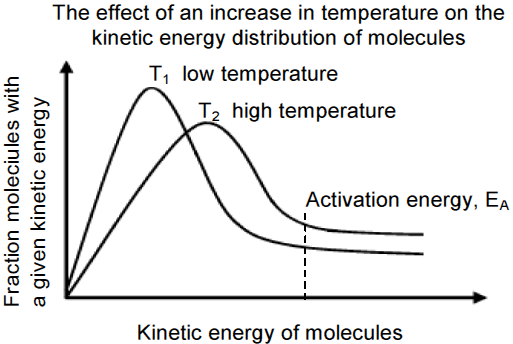 The effect of an increase in temperature on the
kinetic energy distribution of molecules
T1 low temperature
T2 high temperature
Activation energy, EA
Fraction moleciules with
a given kinetic energy
Kinetic energy of molecules